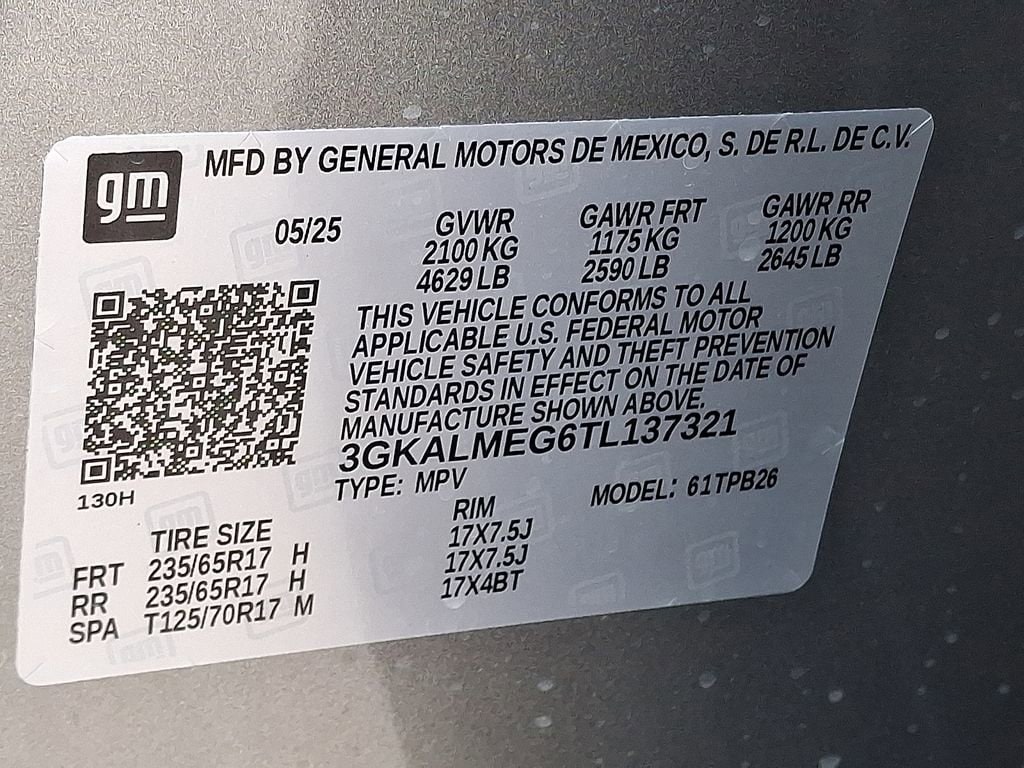 gm
MFD BY GENERAL MOTORS DE MEXICO, S. DE R.L. DE C.V.
05/25
GVWR
2100 KG
4629 LB
GAWR FRT
1175 KG
2590 LB
GAWR RR
1200 KG
2645 LB
THIS VEHICLE CONFORMS TO ALL
APPLICABLE U.S. FEDERAL MOTOR
VEHICLE SAFETY AND THEFT PREVENTION
STANDARDS IN EFFECT ON THE DATE OF
MANUFACTURE SHOWN ABOVE.
3GKALMEG6TL137321
TYPE: MPV
MODEL: 61TPB26
130H
TIRE SIZE
RIM
FRT 235/65R17 H 17X7.5J
RR 235/65R17 H 17X7.5J
SPA T125/70R17 M 17X4BT